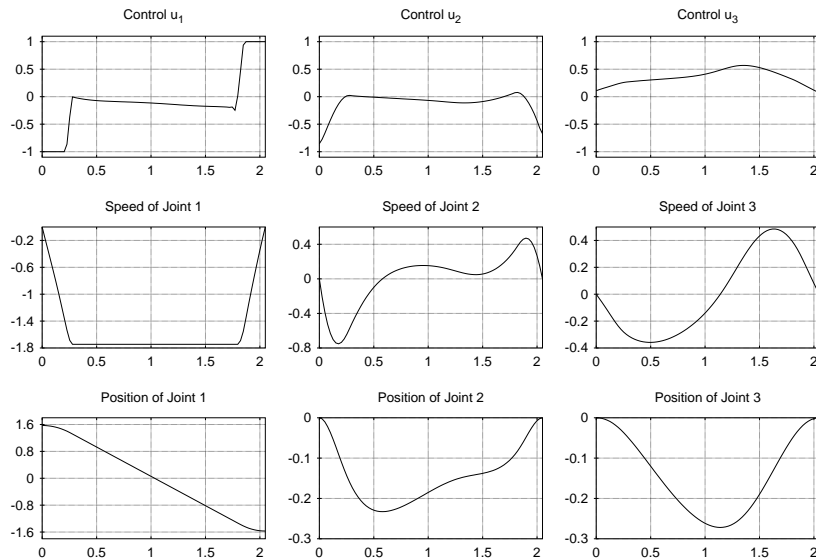 Control u1
1
0.5
0
-0.5
-1
0 0.5 1 1.5 2
Control u2
1
0.5
0
-0.5
-1
0 0.5 1 1.5 2
Control u3
1
0.5
0
-0.5
-1
0 0.5 1 1.5 2
Speed of Joint 1
-0.2
-0.6
-1
-1.4
-1.8
0 0.5 1 1.5 2
Speed of Joint 2
0.4
0
-0.4
-0.8
0 0.5 1 1.5 2
Speed of Joint 3
0.4
0.2
0
-0.2
-0.4
0 0.5 1 1.5 2
Position of Joint 1
1.6
0.8
0
-0.8
-1.6
0 0.5 1 1.5 2
Position of Joint 2
0
-0.1
-0.2
-0.3
0 0.5 1 1.5 2
Position of Joint 3
0
-0.1
-0.2
-0.3
0 0.5 1 1.5 2